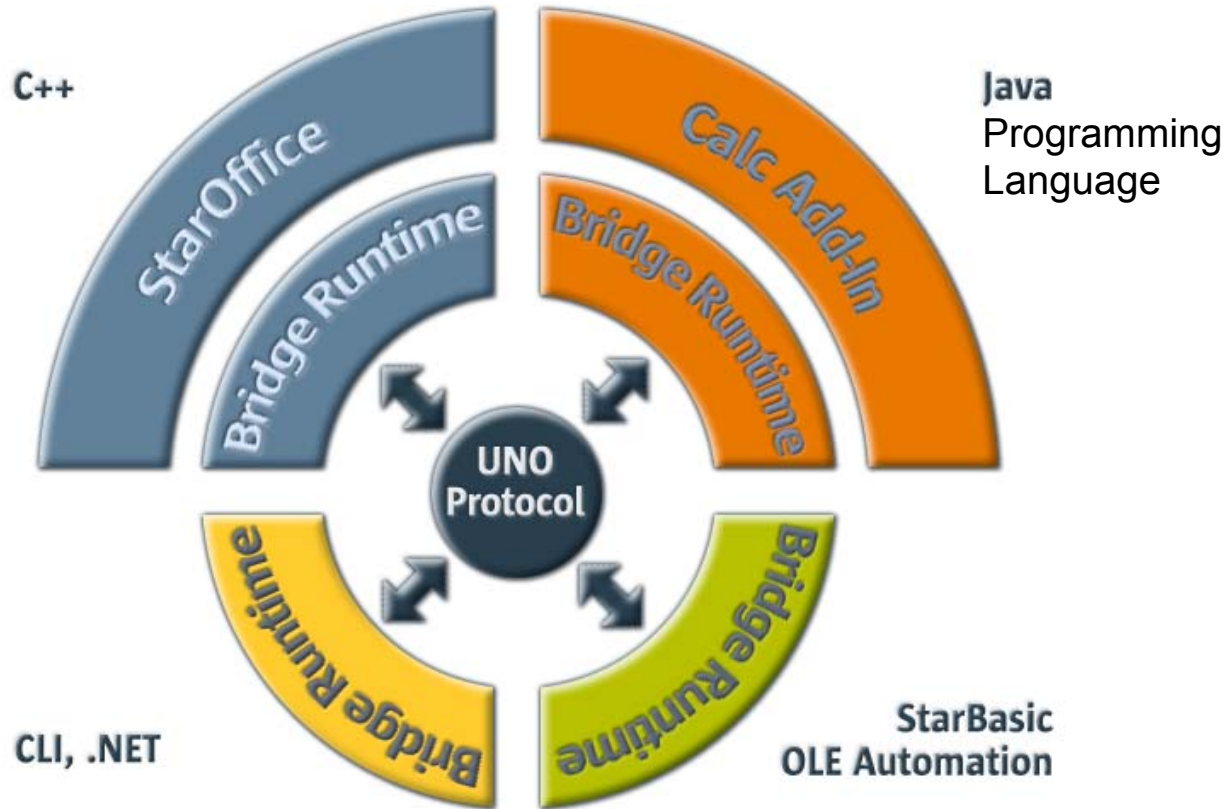 C++
StarOffice
Bridge Runtime
Calc Add-In
Bridge Runtime
Java
Programming
Language
UNO
Protocol
Bridge Runtime
Bridge Runtime
CLI, .NET
StarBasic
OLE Automation